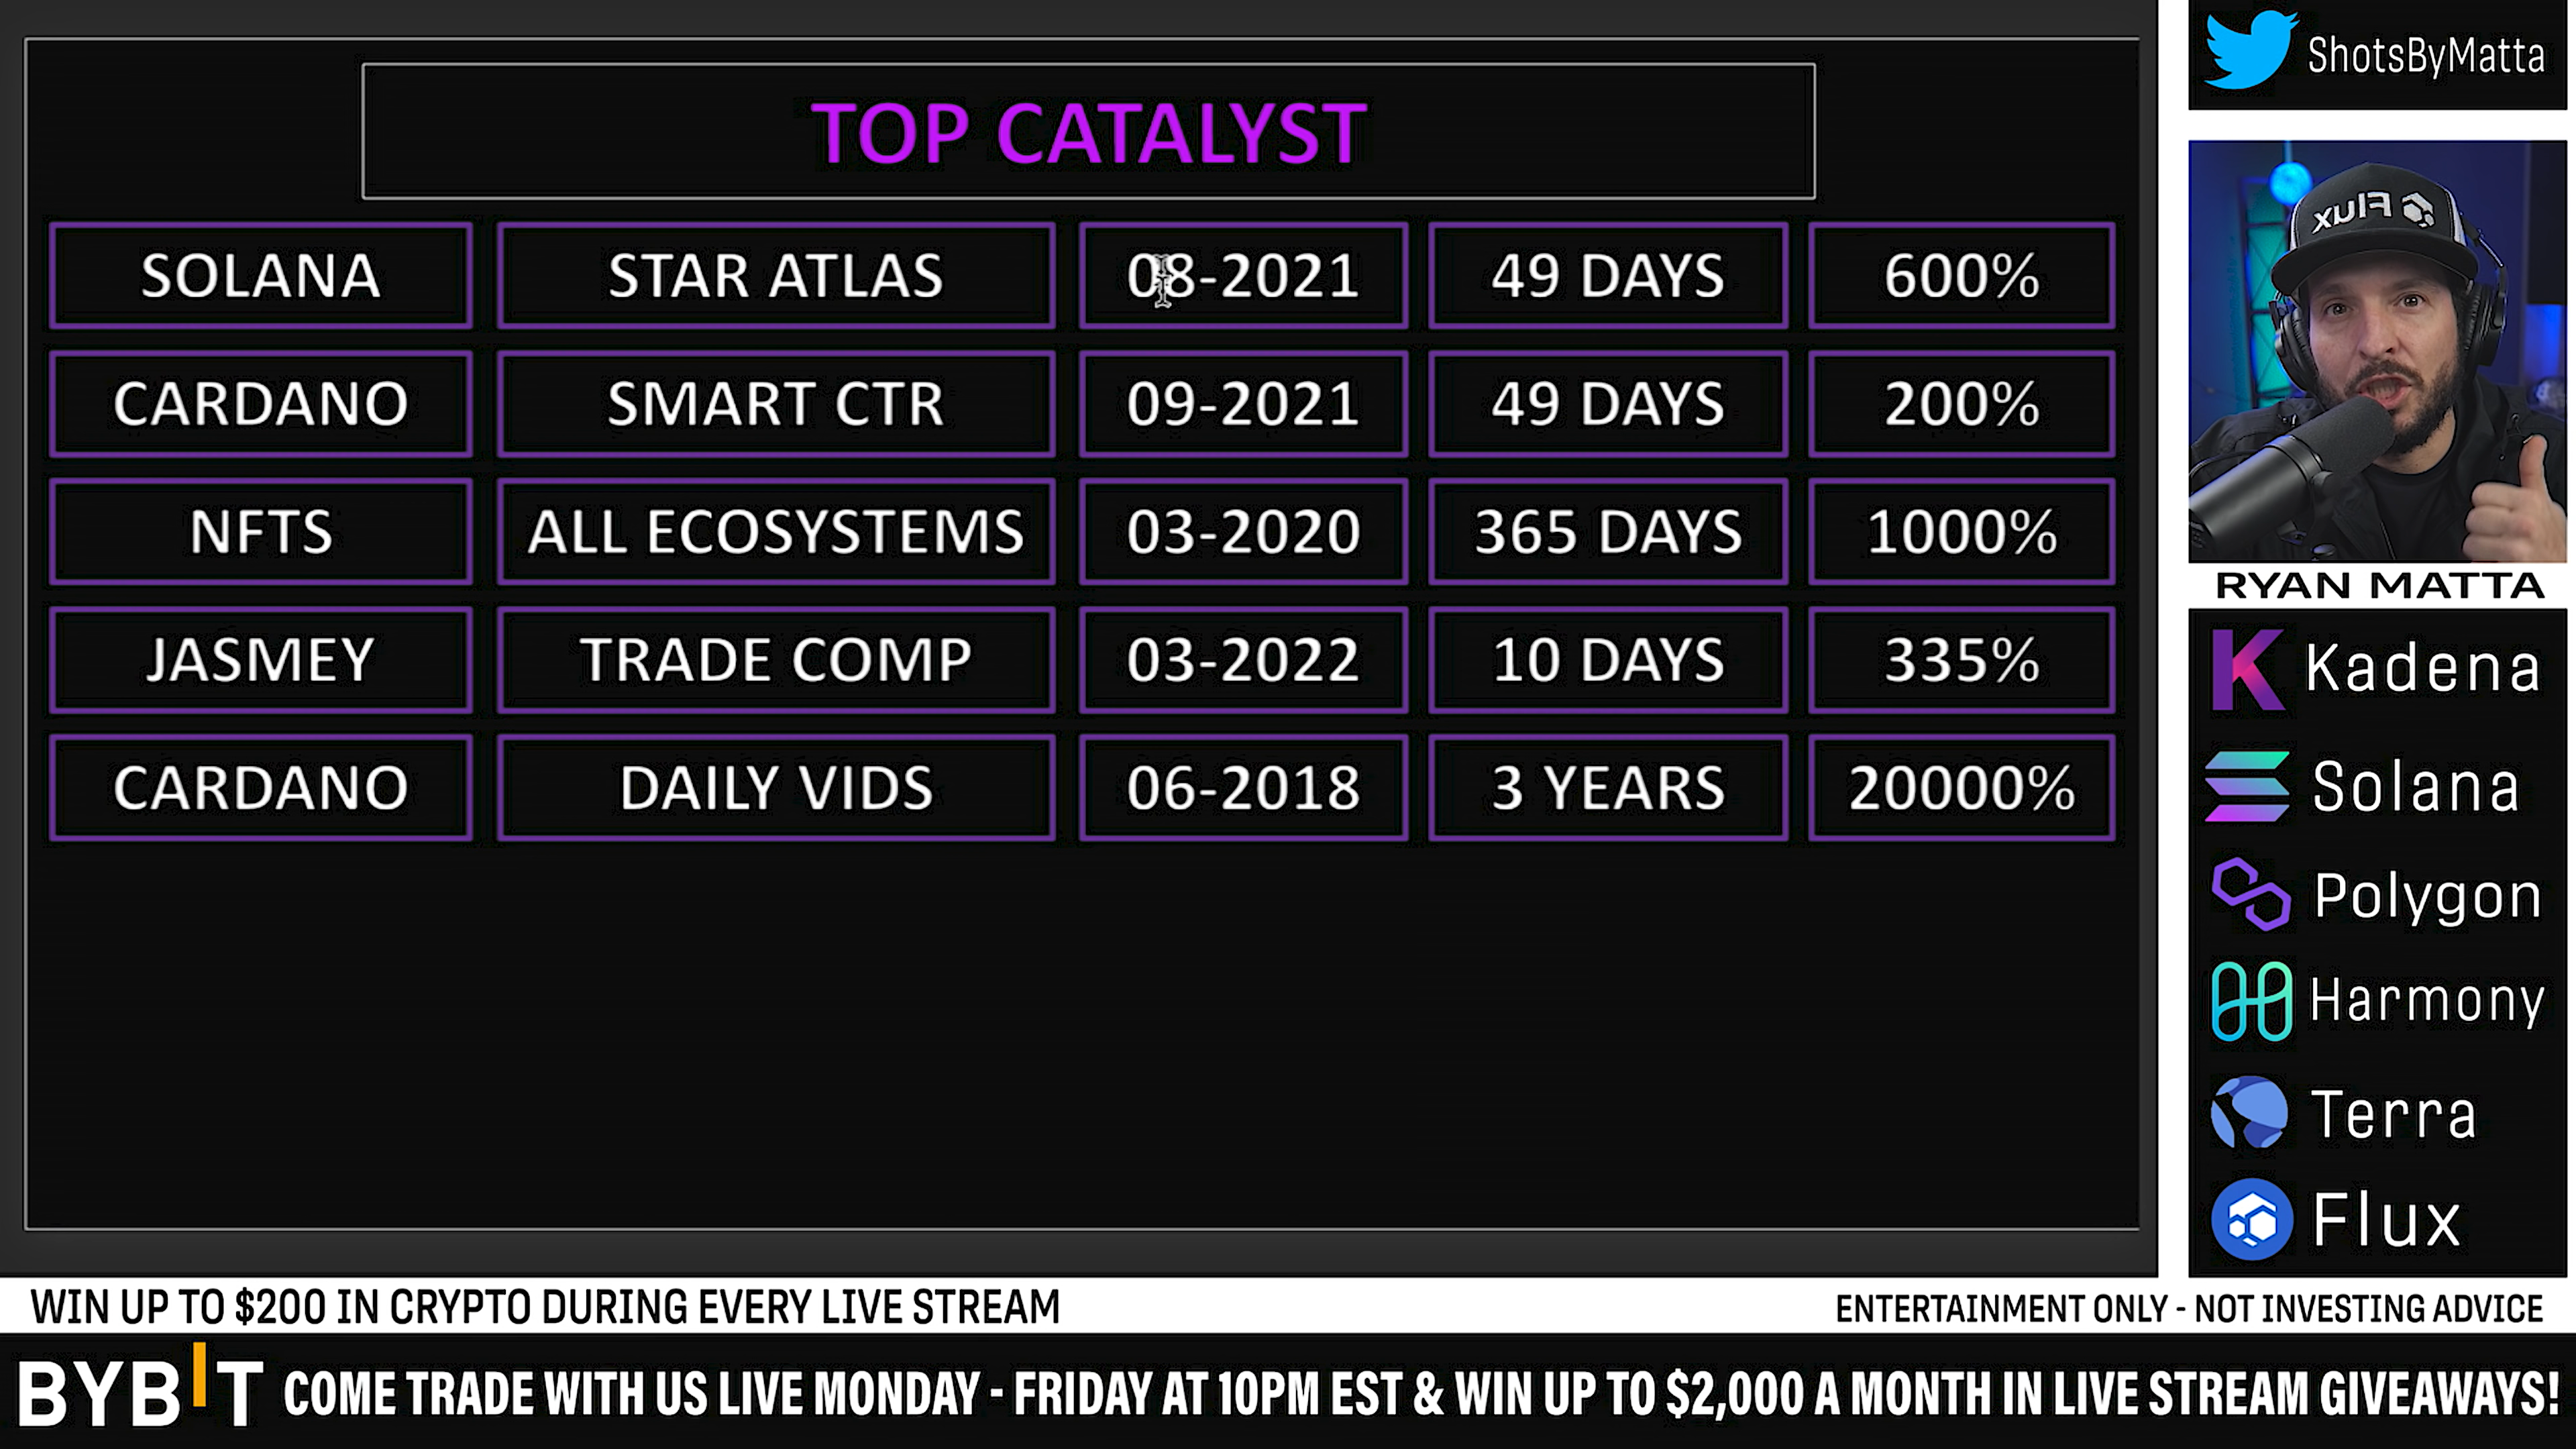 TOP CATALYST
SOLANA STAR ATLAS 08-2021 49 DAYS 600%
CARDANO SMART CTR 09-2021 49 DAYS 200%
NFTS ALL ECOSYSTEMS 03-2020 365 DAYS 1000%
JASMEY TRADE COMP 03-2022 10 DAYS 335%
CARDANO DAILY VIDS 06-2018 3 YEARS 20000%
ShotsByMatta
Flux
RYAN MATTA
Kadena
Solana
Polygon
Harmony
Terra
Flux
WIN UP TO $200 IN CRYPTO DURING EVERY LIVE STREAM
ENTERTAINMENT ONLY - NOT INVESTING ADVICE
BYBIT COME TRADE WITH US LIVE MONDAY - FRIDAY AT 10PM EST & WIN UP TO $2,000 A MONTH IN LIVE STREAM GIVEAWAYS!